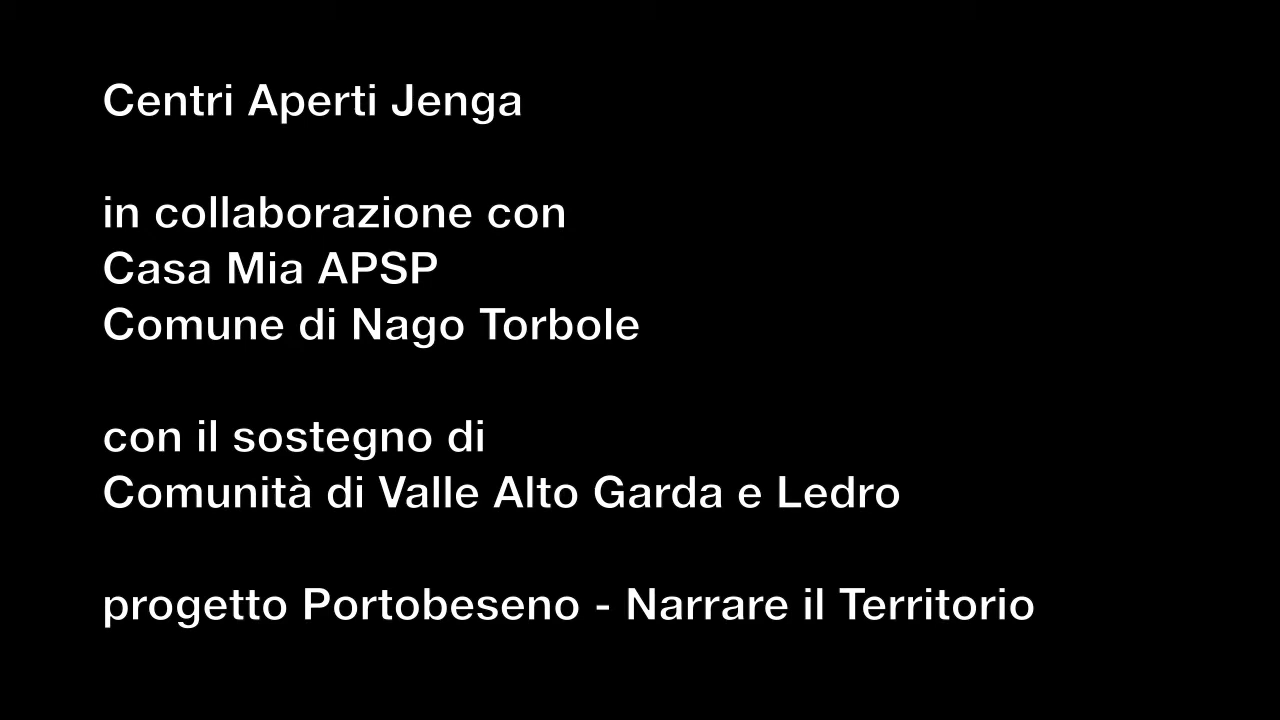 Centri Aperti Jenga
in collaborazione con
Casa Mia APSP
Comune di Nago Torbole
con il sostegno di
Comunità di Valle Alto Garda e Ledro
progetto Portobeseno - Narrare il Territorio